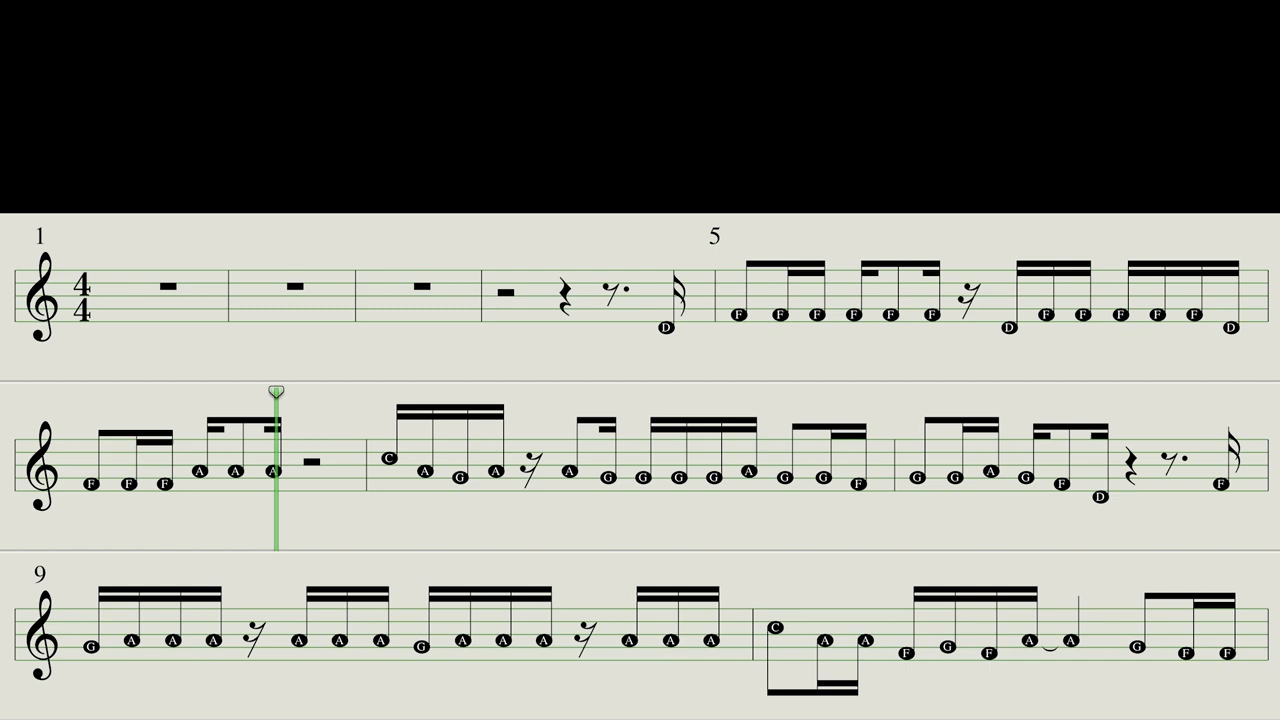 1 5
4
4 D F F F F F F D F F F F F D
F F F A A A C A G A A G G G G A G G F G G A G F D F
9
G A A A A A A G A A A A A A C A A F G F A A G F F